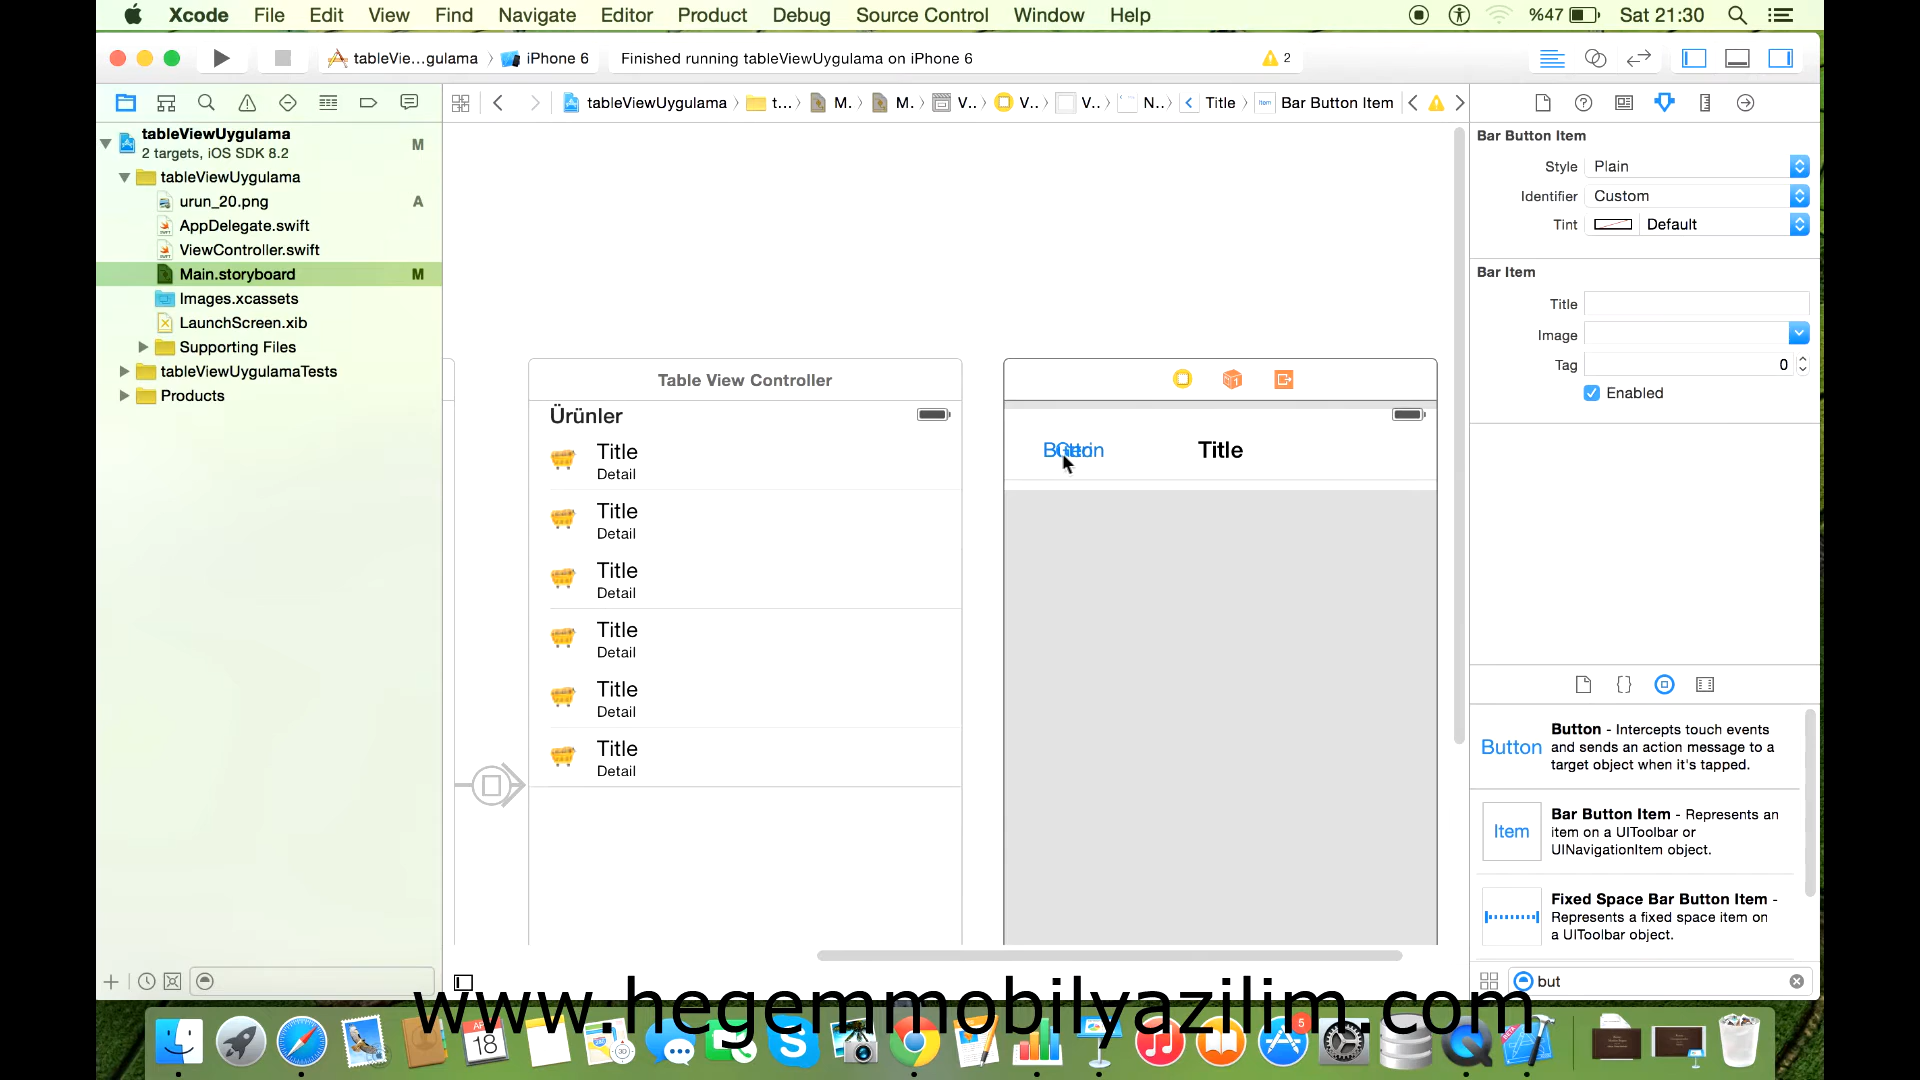 Xcode File Edit View Find Navigate Editor Product Debug Source Control Window Help %47 Sat 21:30
tableVie...gulama iPhone 6 Finished running tableViewUygulama on iPhone 6 2
tableViewUygulama t... M. M. V.. V.. V.. N.. Title Bar Button Item
tableViewUygulama M
2 targets, iOS SDK 8.2
tableViewUygulama
urun_20.png A
AppDelegate.swift
ViewController.swift
Main.storyboard M
Images.xcassets
LaunchScreen.xib
Supporting Files
tableViewUygulamaTests
Products
Table View Controller
Ürünler
Title
Detail
Title
Detail
Title
Detail
Title
Detail
Title
Detail
Title
Detail
Title
Bar Button Item
Style Plain
Identifier Custom
Tint Default
Bar Item
Title
Image
Tag 0
Enabled
Button
Button - Intercepts touch events
and sends an action message to a
target object when it's tapped.
Item
Bar Button Item - Represents an
item on a UIToolbar or
UINavigationItem object.
Fixed Space Bar Button Item -
Represents a fixed space item on
a UIToolbar object.
but
www.hegemmobilyazilim.com
18
5